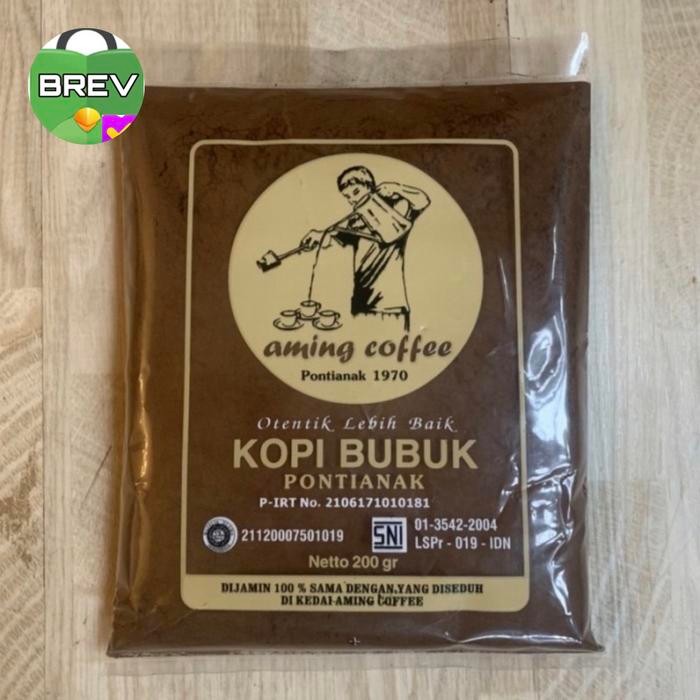 BREV
aming coffee
Pontianak 1970
Otentik Lebih Baik
KOPI BUBUK
PONTIANAK
P-IRT No. 2106171010181
21120007501019
SNI
01-3542-2004
LSPr - 019 - IDN
Netto 200 gr
DIJAMIN 100 % SAMA DENGAN YANG DISEDUH
DI KEDAI AMING COFFEE